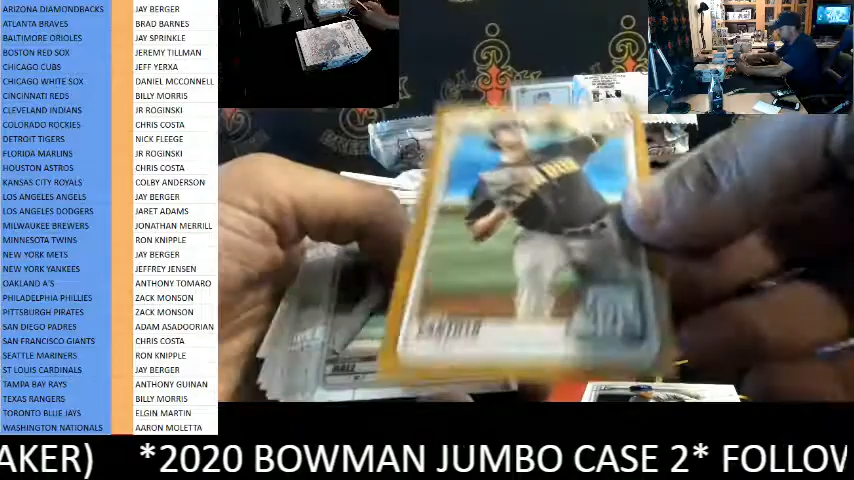 ARIZONA DIAMONDBACKS JAY BERGER
ATLANTA BRAVES BRAD BARNES
BALTIMORE ORIOLES JAY SPRINKLE
BOSTON RED SOX JEREMY TILLMAN
CHICAGO CUBS JEFF YERXA
CHICAGO WHITE SOX DANIEL MCCONNELL
CINCINNATI REDS BILLY MORRIS
CLEVELAND INDIANS JR ROGINSKI
COLORADO ROCKIES CHRIS COSTA
DETROIT TIGERS NICK FLEEGE
FLORIDA MARLINS JR ROGINSKI
HOUSTON ASTROS CHRIS COSTA
KANSAS CITY ROYALS COLBY ANDERSON
LOS ANGELES ANGELS JAY BERGER
LOS ANGELES DODGERS JARET ADAMS
MILWAUKEE BREWERS JONATHAN MERRILL
MINNESOTA TWINS RON KNIPPLE
NEW YORK METS JAY BERGER
NEW YORK YANKEES JEFFREY JENSEN
OAKLAND A'S ANTHONY TOMARO
PHILADELPHIA PHILLIES ZACK MONSON
PITTSBURGH PIRATES ZACK MONSON
SAN DIEGO PADRES ADAM ASADOORIAN
SAN FRANCISCO GIANTS CHRIS COSTA
SEATTLE MARINERS RON KNIPPLE
ST LOUIS CARDINALS JAY BERGER
TAMPA BAY RAYS ANTHONY GUINAN
TEXAS RANGERS BILLY MORRIS
TORONTO BLUE JAYS ELGIN MARTIN
WASHINGTON NATIONALS AARON MOLETTA
AKER) *2020 BOWMAN JUMBO CASE 2* FOLLOW